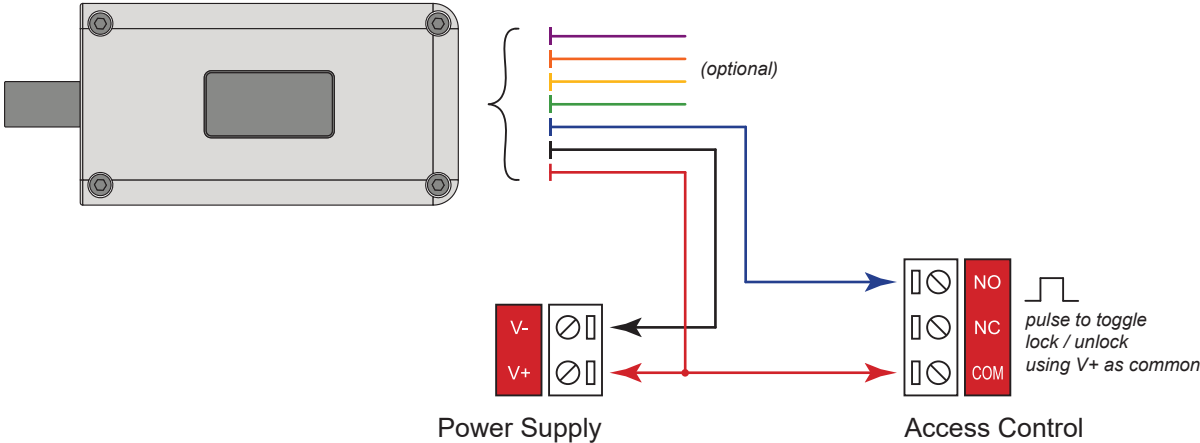 (optional)
NO
NC
COM
pulse to toggle
lock / unlock
using V+ as common
V-
V+
Power Supply
Access Control